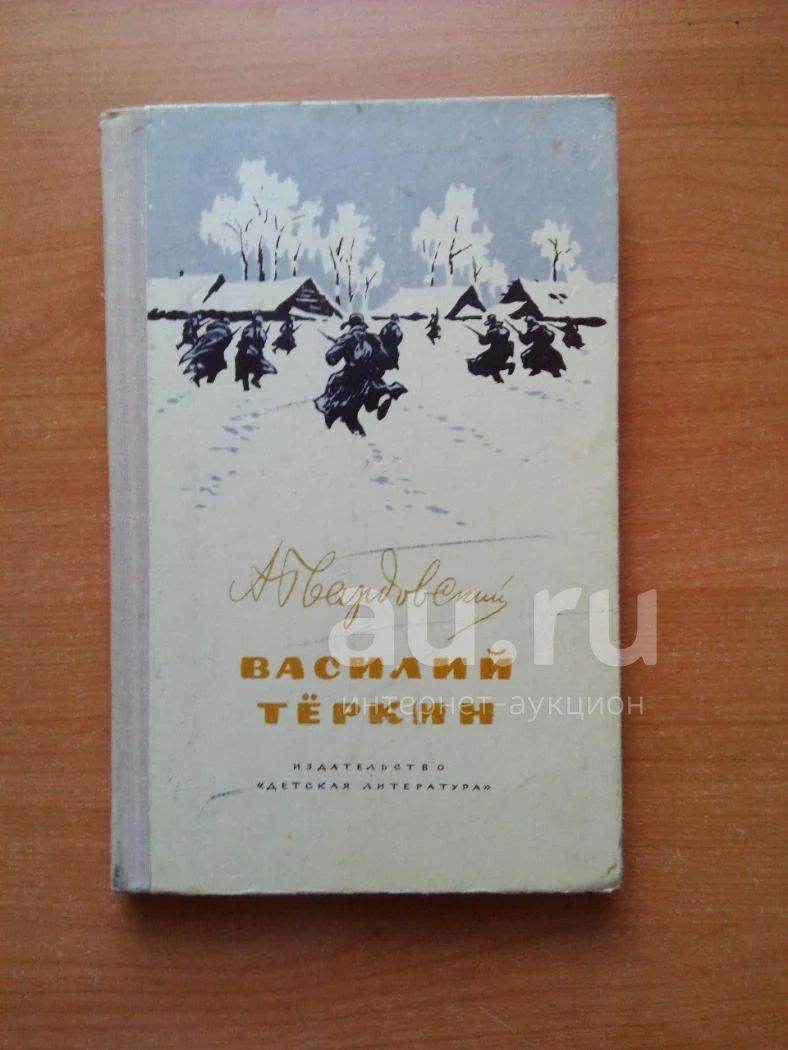 А Твардовский
au.ru
ВАСИЛИЙ
интернет-аукцион
ТЁРКИН
ИЗДАТЕЛЬСТВО
«ДЕТСКАЯ ЛИТЕРАТУРА»